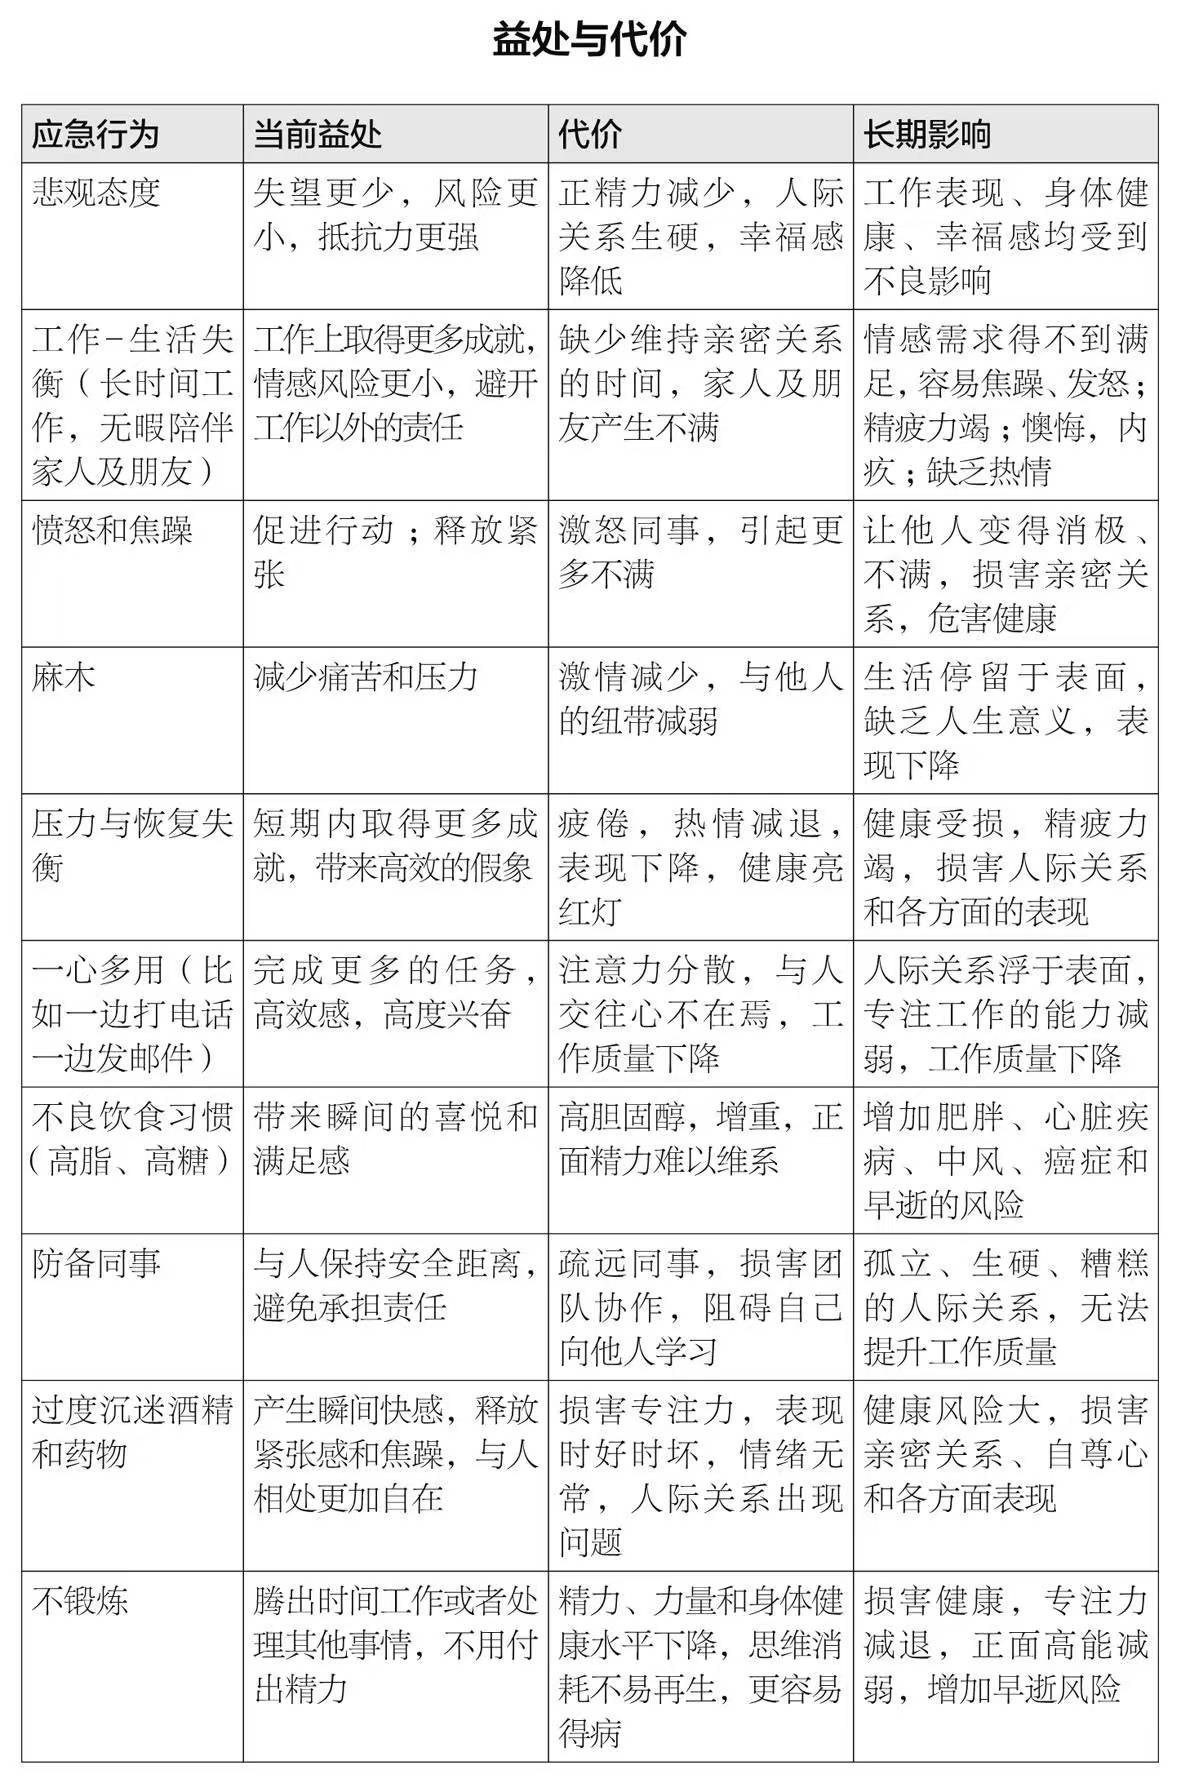 益处与代价
应急行为
当前益处
代价
长期影响
悲观态度
失望更少，风险更
小，抵抗力更强
正精力减少，人际
关系生硬，幸福感
降低
工作表现、身体健
康、幸福感均受到
不良影响
工作-生活失
衡（长时间工
作，无暇陪伴
家人及朋友）
工作上取得更多成就，
情感风险更小，避开
工作以外的责任
缺少维持亲密关系
的时间，家人及朋
友产生不满
情感需求得不到满
足，容易焦躁、发怒；
精疲力竭；懊悔，内
疚；缺乏热情
愤怒和焦躁
促进行动；释放紧
张
激怒同事，引起更
多不满
让他人变得消极、
不满，损害亲密关
系，危害健康
麻木
减少痛苦和压力
激情减少，与他人
的纽带减弱
生活停留于表面，
缺乏人生意义，表
现下降
压力与恢复失
衡
短期内取得更多成
就，带来高效的假象
疲倦，热情减退，
表现下降，健康亮
红灯
健康受损，精疲力
竭，损害人际关系
和各方面的表现
一心多用（比
如一边打电话
一边发邮件）
完成更多的任务，
高效感，高度兴奋
注意力分散，与人
交往心不在焉，工
作质量下降
人际关系浮于表面，
专注工作的能力减
弱，工作质量下降
不良饮食习惯
（高脂、高糖）
带来瞬间的喜悦和
满足感
高胆固醇，增重，正
面精力难以维系
增加肥胖、心脏疾
病、中风、癌症和
早逝的风险
防备同事
与人保持安全距离，
避免承担责任
疏远同事，损害团
队协作，阻碍自己
向他人学习
孤立、生硬、糟糕
的人际关系，无法
提升工作质量
过度沉迷酒精
和药物
产生瞬间快感，释放
紧张感和焦躁，与人
相处更加自在
损害专注力，表现
时好时坏，情绪无
常，人际关系出现
问题
健康风险大，损害
亲密关系、自尊心
和各方面表现
不锻炼
腾出时间工作或者处
理其他事情，不用付
出精力
精力、力量和身体健
康水平下降，思维消
耗不易再生，更容易
得病
损害健康，专注力
减退，正面高能减
弱，增加早逝风险